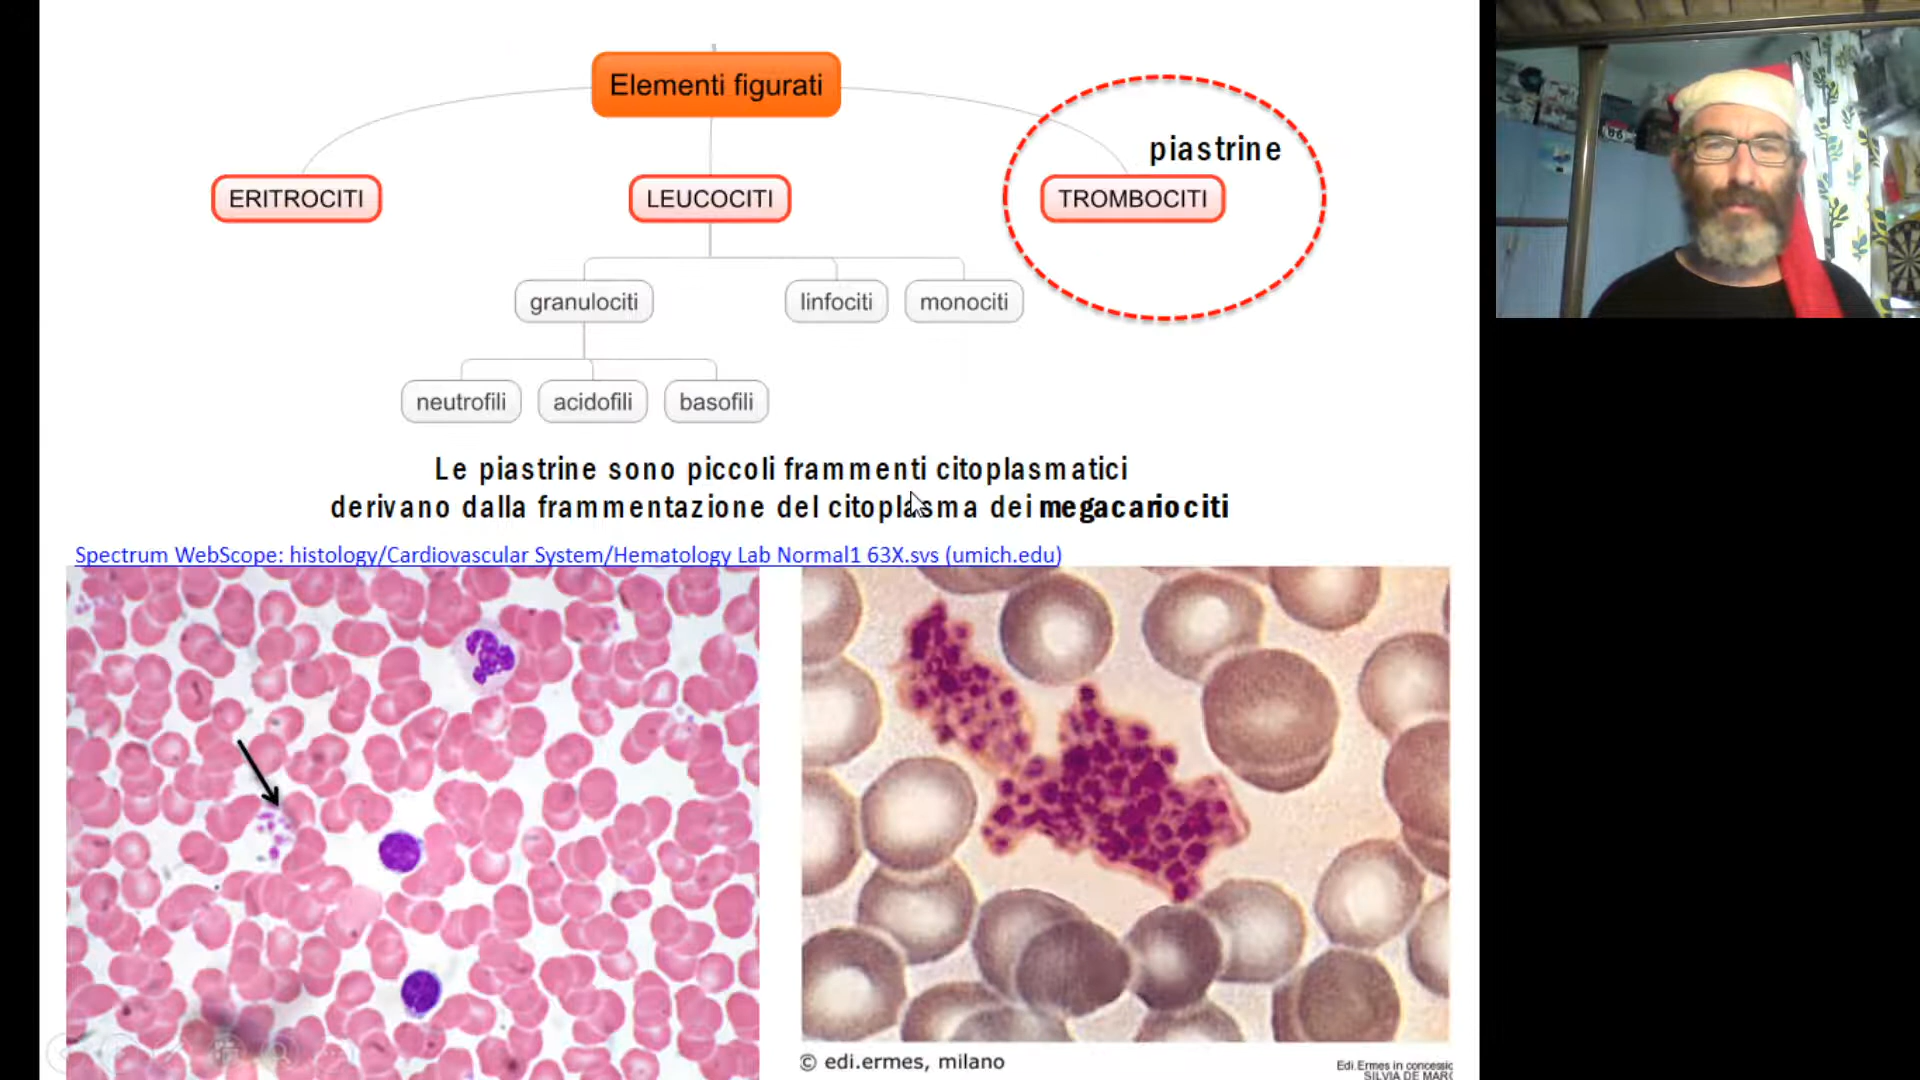 Elementi figurati
piastrine
ERITROCITI
LEUCOCITI
TROMBOCITI
granulociti
linfociti
monociti
neutrofili
acidofili
basofili
Le piastrine sono piccoli frammenti citoplasmatici
derivano dalla frammentazione del citoplasma dei megacariociti
Spectrum WebScope: histology/Cardiovascular System/Hematology Lab Normal1 63X.svs (umich.edu)
© edi.ermes, milano
Edi.Ermes in
SILVIA DE